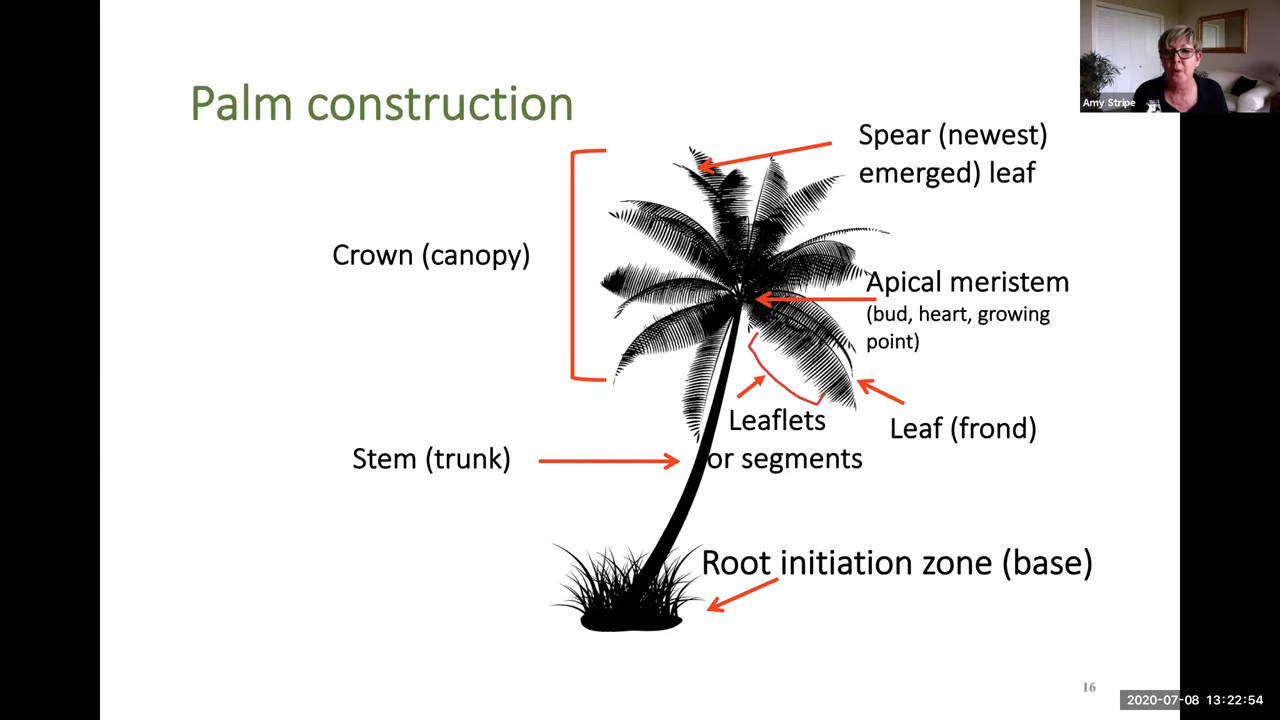 Amy Stripe
Palm construction
Spear (newest)
emerged) leaf
Crown (canopy)
Apical meristem
(bud, heart, growing
point)
Leaflets
or segments
Leaf (frond)
Stem (trunk)
Root initiation zone (base)
16
2020-07-08 13:22:54